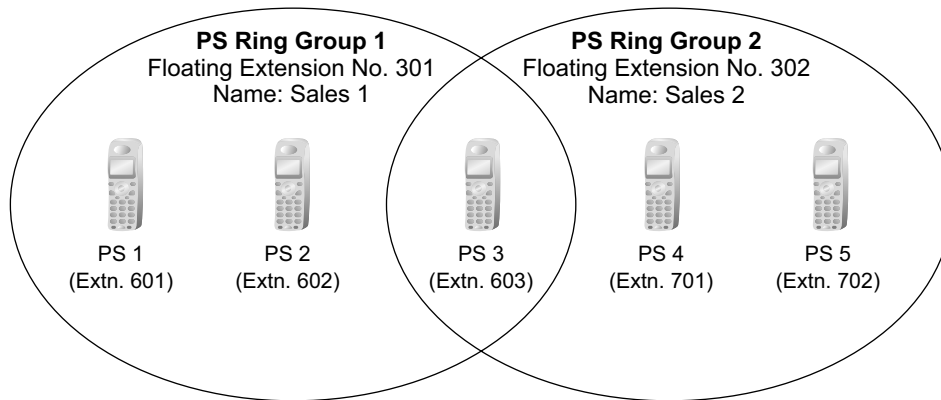 PS Ring Group 1
Floating Extension No. 301
Name: Sales 1
PS Ring Group 2
Floating Extension No. 302
Name: Sales 2
PS 1
(Extn. 601)
PS 2
(Extn. 602)
PS 3
(Extn. 603)
PS 4
(Extn. 701)
PS 5
(Extn. 702)